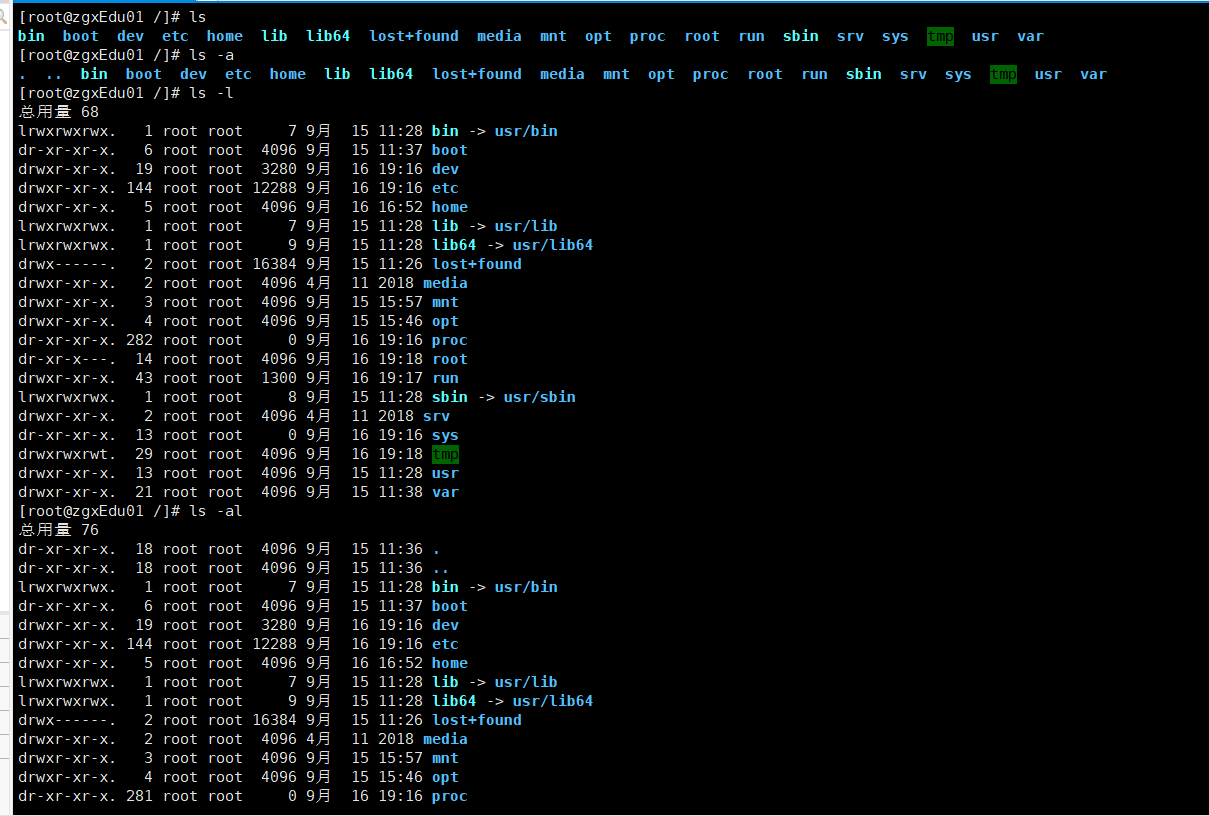 [root@zgxEdu01 /]# ls
bin  boot  dev  etc  home  lib  lib64  lost+found  media  mnt  opt  proc  root  run  sbin  srv  sys  tmp  usr  var
[root@zgxEdu01 /]# ls -a
.  ..  bin  boot  dev  etc  home  lib  lib64  lost+found  media  mnt  opt  proc  root  run  sbin  srv  sys  tmp  usr  var
[root@zgxEdu01 /]# ls -l
总用量 68
lrwxrwxrwx.   1 root root     7 9月  15 11:28 bin -> usr/bin
dr-xr-xr-x.   6 root root  4096 9月  15 11:37 boot
drwxr-xr-x.  19 root root  3280 9月  16 19:16 dev
drwxr-xr-x. 144 root root 12288 9月  16 19:16 etc
drwxr-xr-x.   5 root root  4096 9月  16 16:52 home
lrwxrwxrwx.   1 root root     7 9月  15 11:28 lib -> usr/lib
lrwxrwxrwx.   1 root root     9 9月  15 11:28 lib64 -> usr/lib64
drwx------.   2 root root 16384 9月  15 11:26 lost+found
drwxr-xr-x.   2 root root  4096 4月  11 2018 media
drwxr-xr-x.   3 root root  4096 9月  15 15:57 mnt
drwxr-xr-x.   4 root root  4096 9月  15 15:46 opt
dr-xr-xr-x. 282 root root     0 9月  16 19:16 proc
dr-xr-x---.  14 root root  4096 9月  16 19:18 root
drwxr-xr-x.  43 root root  1300 9月  16 19:17 run
lrwxrwxrwx.   1 root root     8 9月  15 11:28 sbin -> usr/sbin
drwxr-xr-x.   2 root root  4096 4月  11 2018 srv
dr-xr-xr-x.  13 root root     0 9月  16 19:16 sys
drwxrwxrwt.  29 root root  4096 9月  16 19:18 tmp
drwxr-xr-x.  13 root root  4096 9月  15 11:28 usr
drwxr-xr-x.  21 root root  4096 9月  15 11:38 var
[root@zgxEdu01 /]# ls -al
总用量 76
dr-xr-xr-x.  18 root root  4096 9月  15 11:36 .
dr-xr-xr-x.  18 root root  4096 9月  15 11:36 ..
lrwxrwxrwx.   1 root root     7 9月  15 11:28 bin -> usr/bin
dr-xr-xr-x.   6 root root  4096 9月  15 11:37 boot
drwxr-xr-x.  19 root root  3280 9月  16 19:16 dev
drwxr-xr-x. 144 root root 12288 9月  16 19:16 etc
drwxr-xr-x.   5 root root  4096 9月  16 16:52 home
lrwxrwxrwx.   1 root root     7 9月  15 11:28 lib -> usr/lib
lrwxrwxrwx.   1 root root     9 9月  15 11:28 lib64 -> usr/lib64
drwx------.   2 root root 16384 9月  15 11:26 lost+found
drwxr-xr-x.   2 root root  4096 4月  11 2018 media
drwxr-xr-x.   3 root root  4096 9月  15 15:57 mnt
drwxr-xr-x.   4 root root  4096 9月  15 15:46 opt
dr-xr-xr-x. 281 root root     0 9月  16 19:16 proc